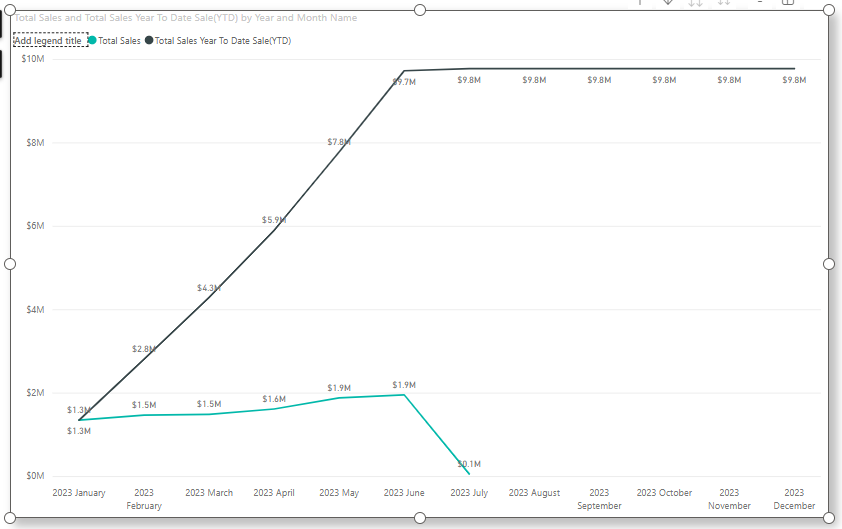 Total Sales and Total Sales Year To Date Sale(YTD) by Year and Month Name
Add legend title Total Sales Total Sales Year To Date Sale(YTD)
$10M
$9.7M $9.8M $9.8M $9.8M $9.8M $9.8M $9.8M
$8M
$7.8M
$6M
$5.9M
$4.3M
$4M
$2.8M
$2M
$1.3M $1.5M $1.5M $1.6M $1.9M $1.9M
$1.3M
$0.1M
$0M
2023 January 2023 2023 March 2023 April 2023 May 2023 June 2023 July 2023 August 2023 2023 October 2023 2023
February September November December